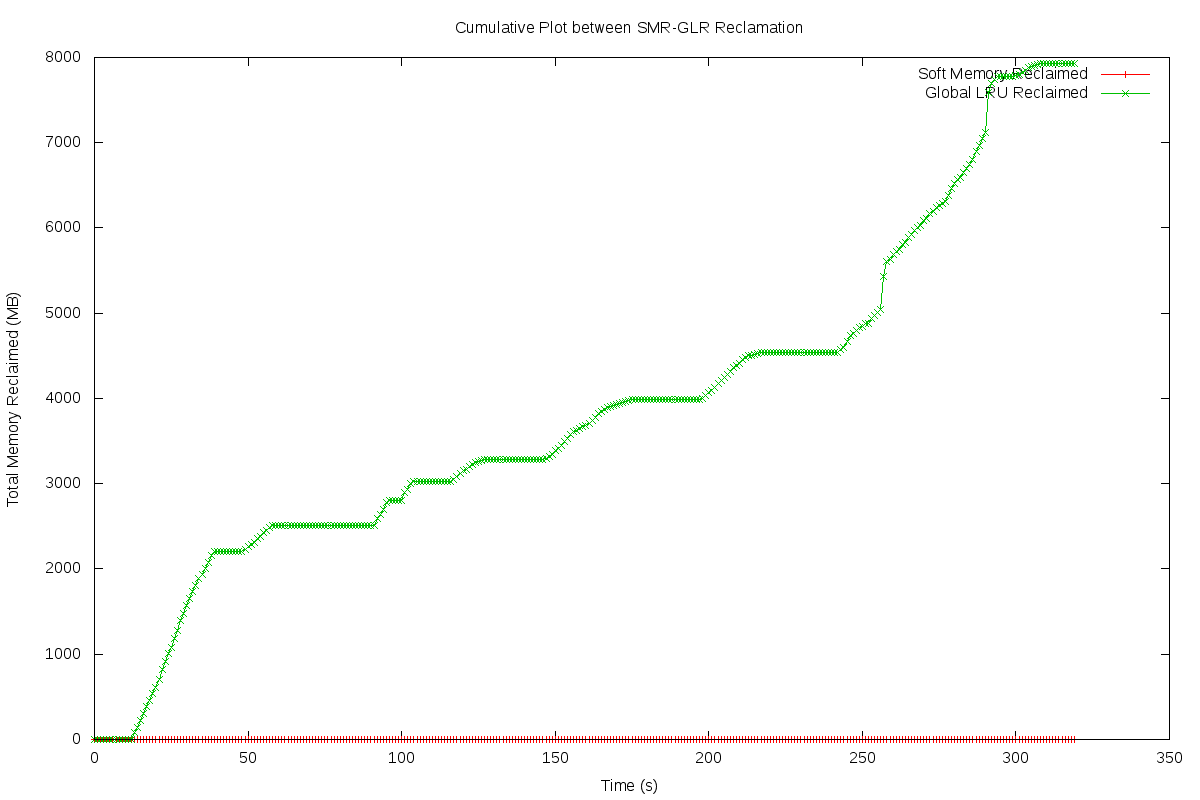 Cumulative Plot between SMR-GLR Reclamation
8000
7000
6000
5000
4000
3000
2000
1000
0
Total Memory Reclaimed (MB)
Soft Memory Reclaimed
Global LRU Reclaimed
0 50 100 150 200 250 300 350
Time (s)